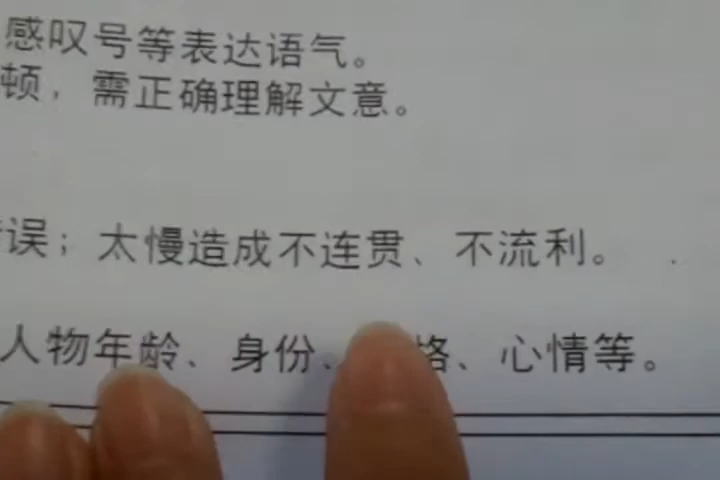 感叹号等表达语气。
顿，需正确理解文意。
误；太慢造成不连贯、不流利。
人物年龄、身份、格、心情等。